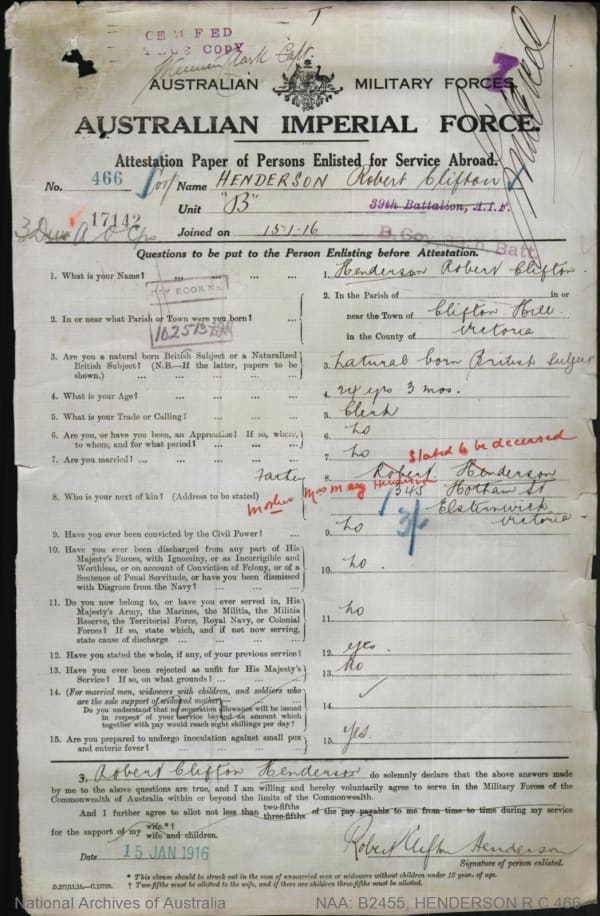 CERTIFIED
TRUE COPY
Capt.
AUSTRALIAN MILITARY FORCES.
AUSTRALIAN IMPERIAL FORCE.
Attestation Paper of Persons Enlisted for Service Abroad.
No. 466 Name HENDERSON Robert Clifton
Unit "B" 39th Battalion, A.I.F.
17142
Joined on 15-1-16
Questions to be put to the Person Enlisting before Attestation.
1. What is your Name? ... ... ... ... 1. Henderson Robert Clifton.
PAY BOOK No.
2. In or near what Parish or Town were you born? ... 2. In the Parish of in or
near the Town of Clifton Hill.
in the County of Victoria
3. Are you a natural born British Subject or a Naturalized
British Subject? (N.B.—If the latter, papers to be
shown.) ... ... ... ... 3. Natural born British Subject
4. What is your Age? ... ... ... ... 4. 24 yrs 3 mos.
5. What is your Trade or Calling? ... ... ... 5. Clerk
6. Are you, or have you been, an Apprentice? If so, where,
to whom, and for what period? ... ... ... 6. No
7. Are you married? ... ... ... ... 7. No
Stated to be deceased
Father 8. Robert Henderson
Mother Mrs May Henderson
8. Who is your next of kin? (Address to be stated) 345 Hotham St
Elsternwick
Victoria
3/-
9. Have you ever been convicted by the Civil Power? ... 9. No
10. Have you ever been discharged from any part of His
Majesty's Forces, with Ignominy, or as Incorrigible and
Worthless, or on account of Conviction of Felony, or of a
Sentence of Penal Servitude, or have you been dismissed
with Disgrace from the Navy? ... ... 10. No.
11. Do you now belong to, or have you ever served in, His
Majesty's Army, the Marines, the Militia, the Militia
Reserve, the Territorial Force, Royal Navy, or Colonial
Forces? If so, state which, and if not now serving,
state cause of discharge ... ... ... 11. No
12. Have you stated the whole, if any, of your previous service? 12. yes.
13. Have you ever been rejected as unfit for His Majesty's
Service? If so, on what grounds? ... ... 13. No
14. (For married men, widowers with children, and soldiers who
are the sole support of widowed mother)—
Do you understand that no separation allowance will be issued
in respect of your service beyond an amount which
together with pay would reach eight shillings per day? 14. ✓
15. Are you prepared to undergo inoculation against small pox
and enteric fever? ... ... ... 15. Yes.
I, Robert Clifton Henderson do solemnly declare that the above answers made
by me to the above questions are true, and I am willing and hereby voluntarily agree to serve in the Military Forces of the
Commonwealth of Australia within or beyond the limits of the Commonwealth.
And I further agree to allot not less than two-fifths
three-fifths of the pay payable to me from time to time during my service
for the support of my † wife.*†
wife and children.
Robert Clifton Henderson
Date 15 JAN 1916 Signature of person enlisted.
* This clause should be struck out in the case of unmarried men or widowers without children under 18 years of age.
† Two-fifths must be allotted to the wife, and if there are children three-fifths must be allotted.
National Archives of Australia NAA: B2455, HENDERSON R C 466